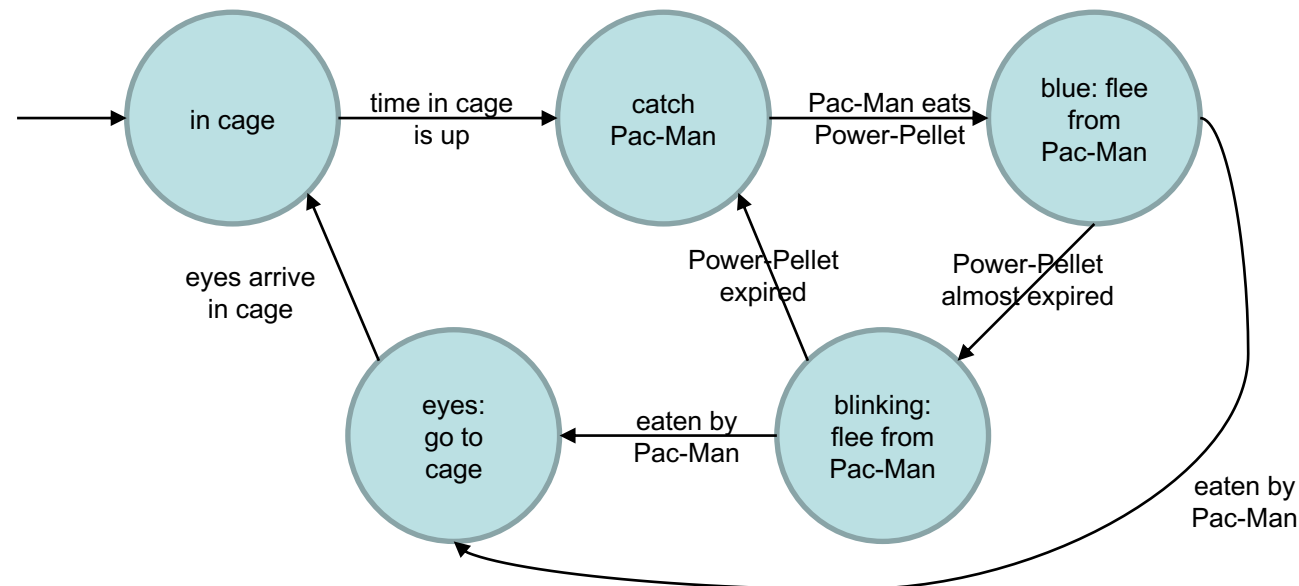 in cage
time in cage
is up
catch
Pac-Man
Pac-Man eats
Power-Pellet
blue: flee
from
Pac-Man
eyes arrive
in cage
Power-Pellet
expired
Power-Pellet
almost expired
eyes:
go to
cage
eaten by
Pac-Man
blinking:
flee from
Pac-Man
eaten by
Pac-Man